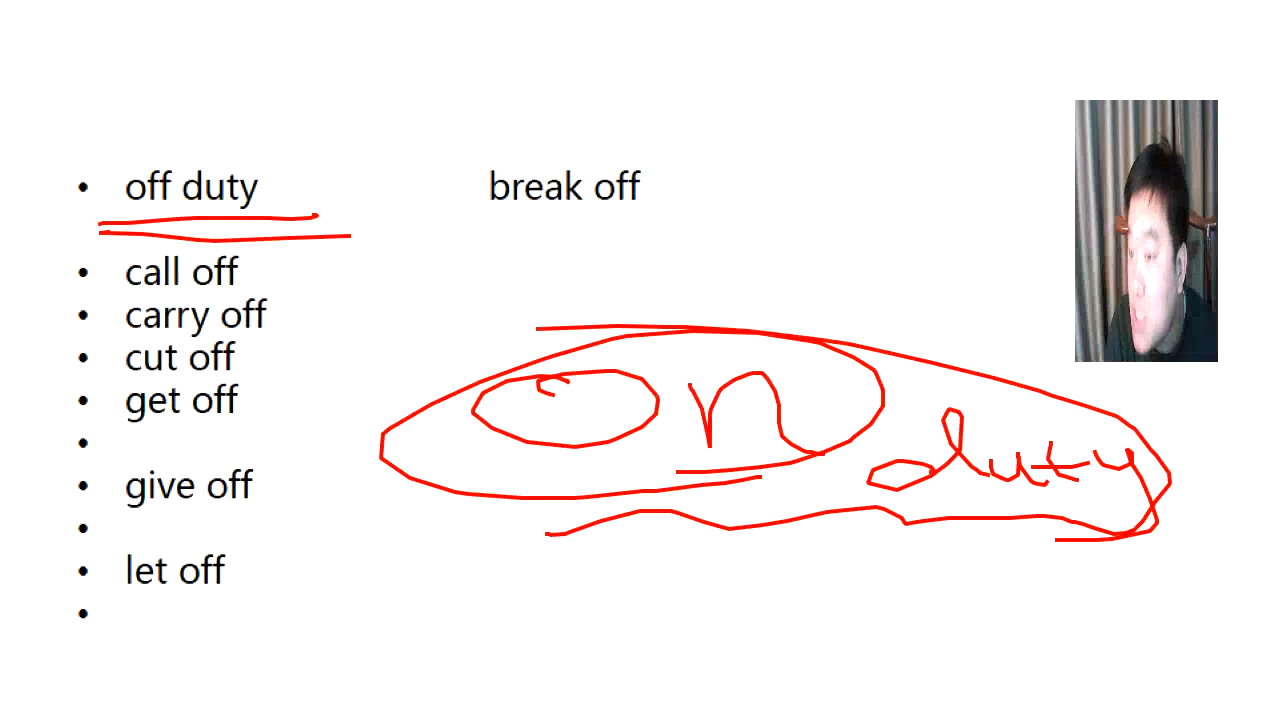 • off duty break off
• call off
• carry off
• cut off
• get off
•
• give off
•
• let off
•
on duty